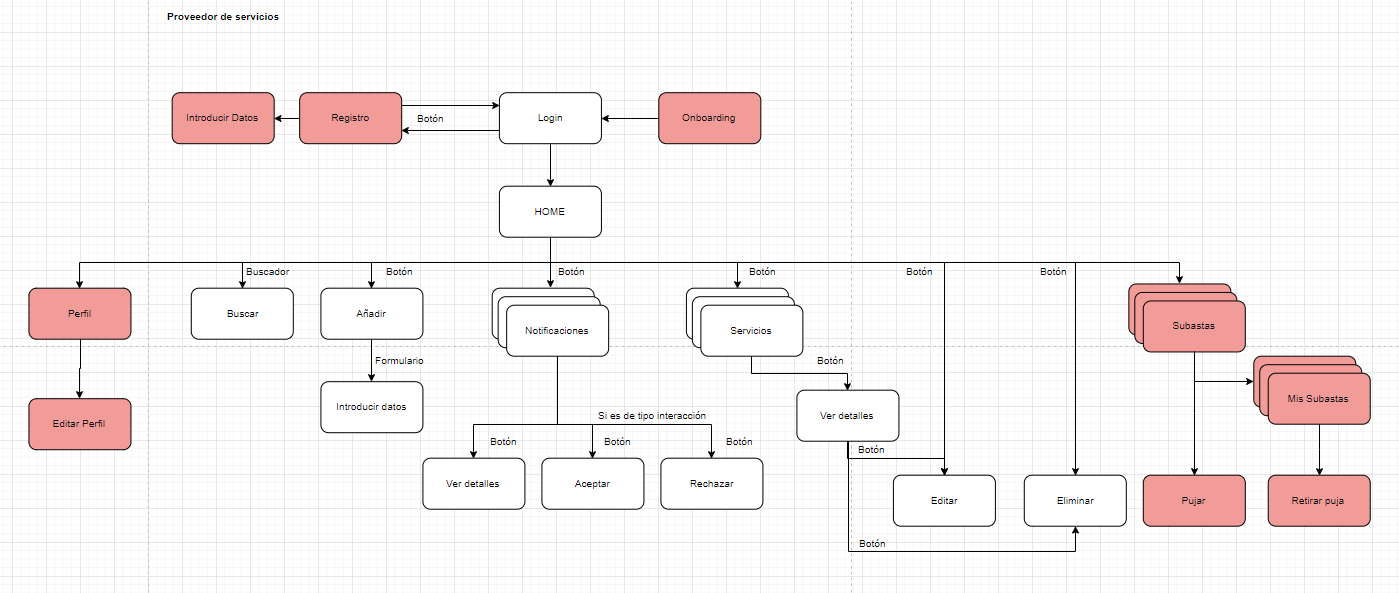 Proveedor de servicios
Introducir Datos
Registro
Botón
Login
Onboarding
HOME
Buscador
Botón
Botón
Botón
Botón
Botón
Perfil
Buscar
Añadir
Notificaciones
Servicios
Subastas
Formulario
Botón
Editar Perfil
Introducir datos
Si es de tipo interacción
Ver detalles
Mis Subastas
Botón
Botón
Botón
Botón
Ver detalles
Aceptar
Rechazar
Editar
Eliminar
Pujar
Retirar puja
Botón